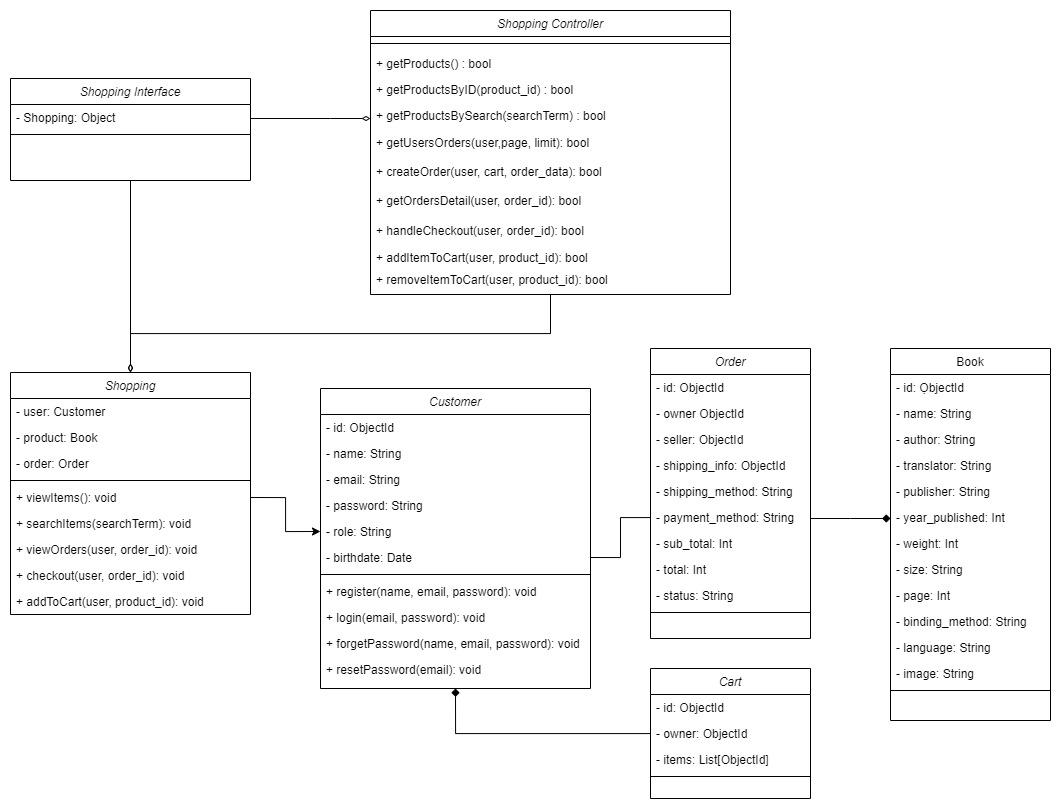 Shopping Controller
+ getProducts() : bool
+ getProductsByID(product_id) : bool
+ getProductsBySearch(searchTerm) : bool
+ getUsersOrders(user,page, limit): bool
+ createOrder(user, cart, order_data): bool
+ getOrdersDetail(user, order_id): bool
+ handleCheckout(user, order_id): bool
+ addItemToCart(user, product_id): bool
+ removeItemToCart(user, product_id): bool
Shopping Interface
- Shopping: Object
Shopping
- user: Customer
- product: Book
- order: Order
+ viewItems(): void
+ searchItems(searchTerm): void
+ viewOrders(user, order_id): void
+ checkout(user, order_id): void
+ addToCart(user, product_id): void
Customer
- id: ObjectId
- name: String
- email: String
- password: String
- role: String
- birthdate: Date
+ register(name, email, password): void
+ login(email, password): void
+ forgetPassword(name, email, password): void
+ resetPassword(email): void
Order
- id: ObjectId
- owner ObjectId
- seller: ObjectId
- shipping_info: ObjectId
- shipping_method: String
- payment_method: String
- sub_total: Int
- total: Int
- status: String
Cart
- id: ObjectId
- owner: ObjectId
- items: List[ObjectId]
Book
- id: ObjectId
- name: String
- author: String
- translator: String
- publisher: String
- year_published: Int
- weight: Int
- size: String
- page: Int
- binding_method: String
- language: String
- image: String